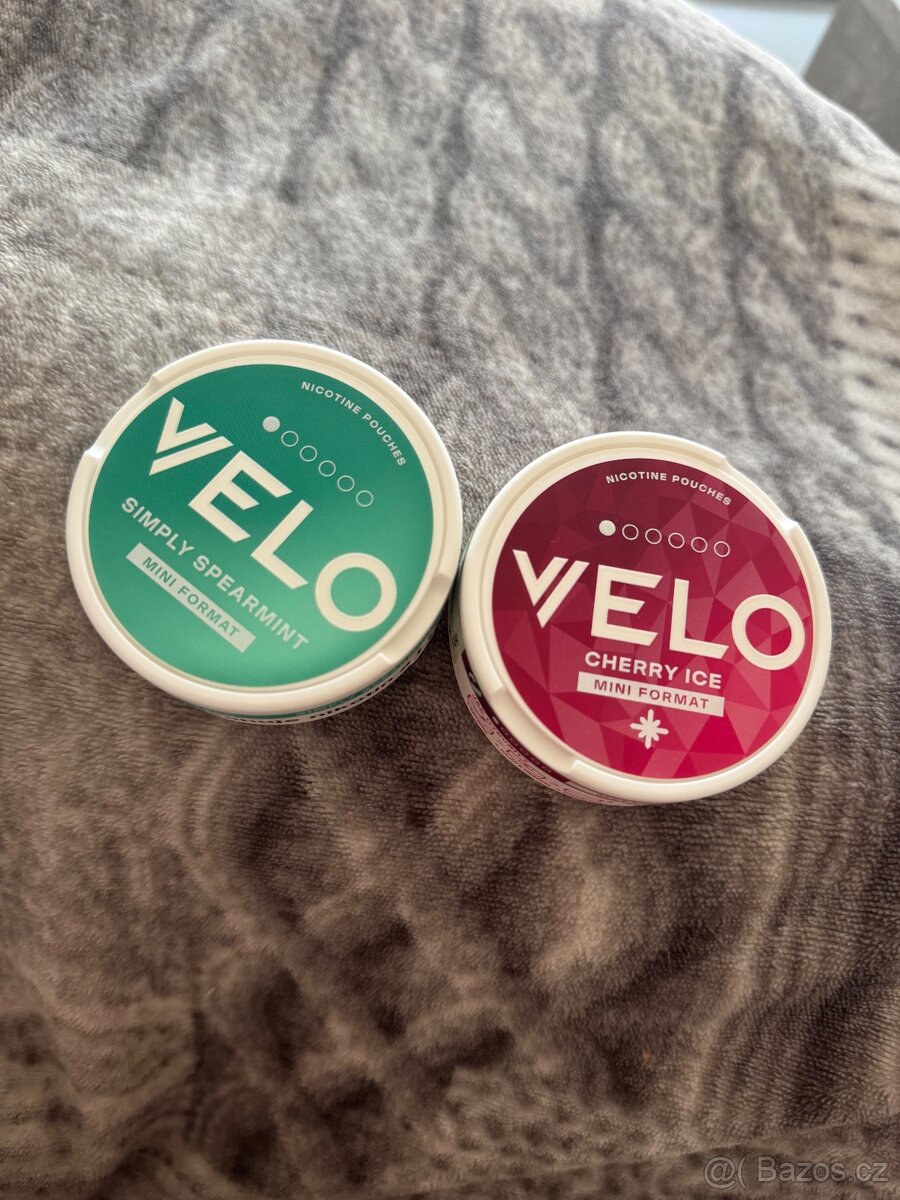 NICOTINE POUCHES
VELO
SIMPLY SPEARMINT
MINI FORMAT
NICOTINE POUCHES
VELO
CHERRY ICE
MINI FORMAT
@( Bazos.cz